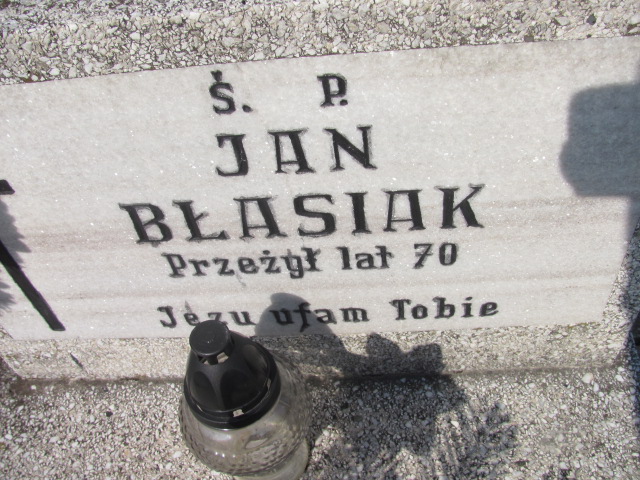 Ś. P.
JAN
BŁASIAK
Przeżył lat 70
Jezu ufam Tobie